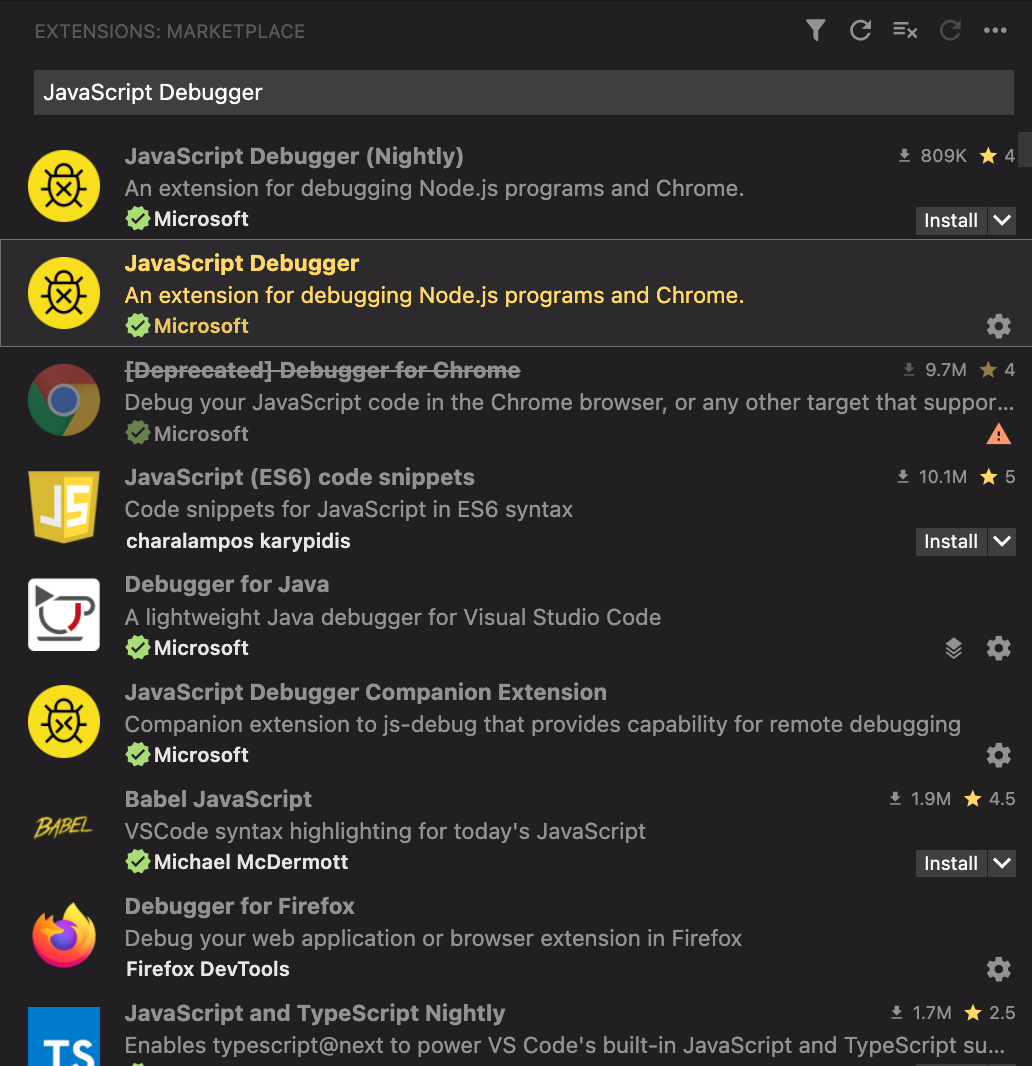 EXTENSIONS: MARKETPLACE
JavaScript Debugger
JavaScript Debugger (Nightly) 809K 4
An extension for debugging Node.js programs and Chrome.
Microsoft Install
JavaScript Debugger
An extension for debugging Node.js programs and Chrome.
Microsoft
[Deprecated] Debugger for Chrome 9.7M 4
Debug your JavaScript code in the Chrome browser, or any other target that suppor...
Microsoft
JS
JavaScript (ES6) code snippets 10.1M 5
Code snippets for JavaScript in ES6 syntax
charalampos karypidis Install
Debugger for Java
A lightweight Java debugger for Visual Studio Code
Microsoft
JavaScript Debugger Companion Extension
Companion extension to js-debug that provides capability for remote debugging
Microsoft
BABEL
Babel JavaScript 1.9M 4.5
VSCode syntax highlighting for today's JavaScript
Michael McDermott Install
Debugger for Firefox
Debug your web application or browser extension in Firefox
Firefox DevTools
TS
JavaScript and TypeScript Nightly 1.7M 2.5
Enables typescript@next to power VS Code's built-in JavaScript and TypeScript su...